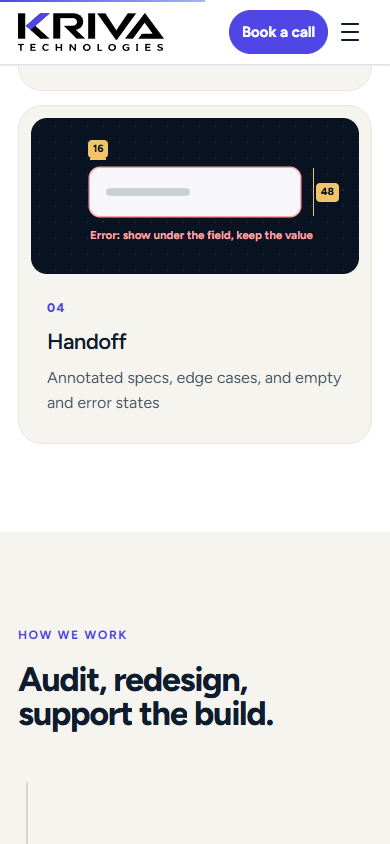 KRIVA
TECHNOLOGIES
Book a call
16
48
Error: show under the field, keep the value
04
Handoff
Annotated specs, edge cases, and empty
and error states
HOW WE WORK
Audit, redesign,
support the build.